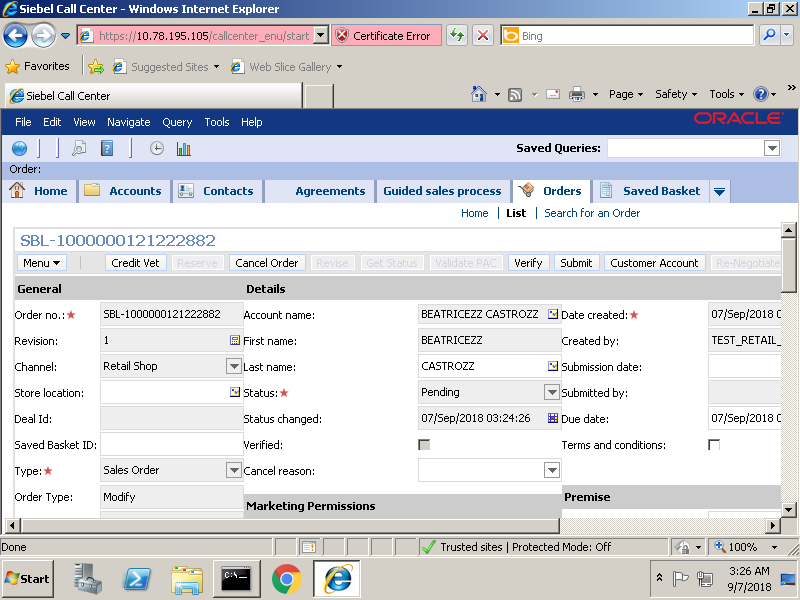 Siebel Call Center - Windows Internet Explorer
https://10.78.195.105/callcenter_enu/start Certificate Error Bing
Favorites Suggested Sites Web Slice Gallery
Siebel Call Center Page Safety Tools »
File Edit View Navigate Query Tools Help ORACLE
Saved Queries:
Order:
Home Accounts Contacts Agreements Guided sales process Orders Saved Basket
Home List Search for an Order
SBL-1000000121222882
Menu Credit Vet Reserve Cancel Order Revise Get Status Validate PAC Verify Submit Customer Account Re-Negotiate
General Details
Order no.:★ SBL-1000000121222882 Account name: BEATRICEZZ CASTROZZ Date created:★ 07/Sep/2018 0
Revision: 1 First name: BEATRICEZZ Created by: TEST_RETAIL_
Channel: Retail Shop Last name: CASTROZZ Submission date:
Store location: Status:★ Pending Submitted by:
Deal Id: Status changed: 07/Sep/2018 03:24:26 Due date: 07/Sep/2018 0
Saved Basket ID: Verified: Terms and conditions:
Type:★ Sales Order Cancel reason:
Order Type: Modify Marketing Permissions Premise
Done Trusted sites | Protected Mode: Off 100%
Start C:\. 3:26 AM
9/7/2018